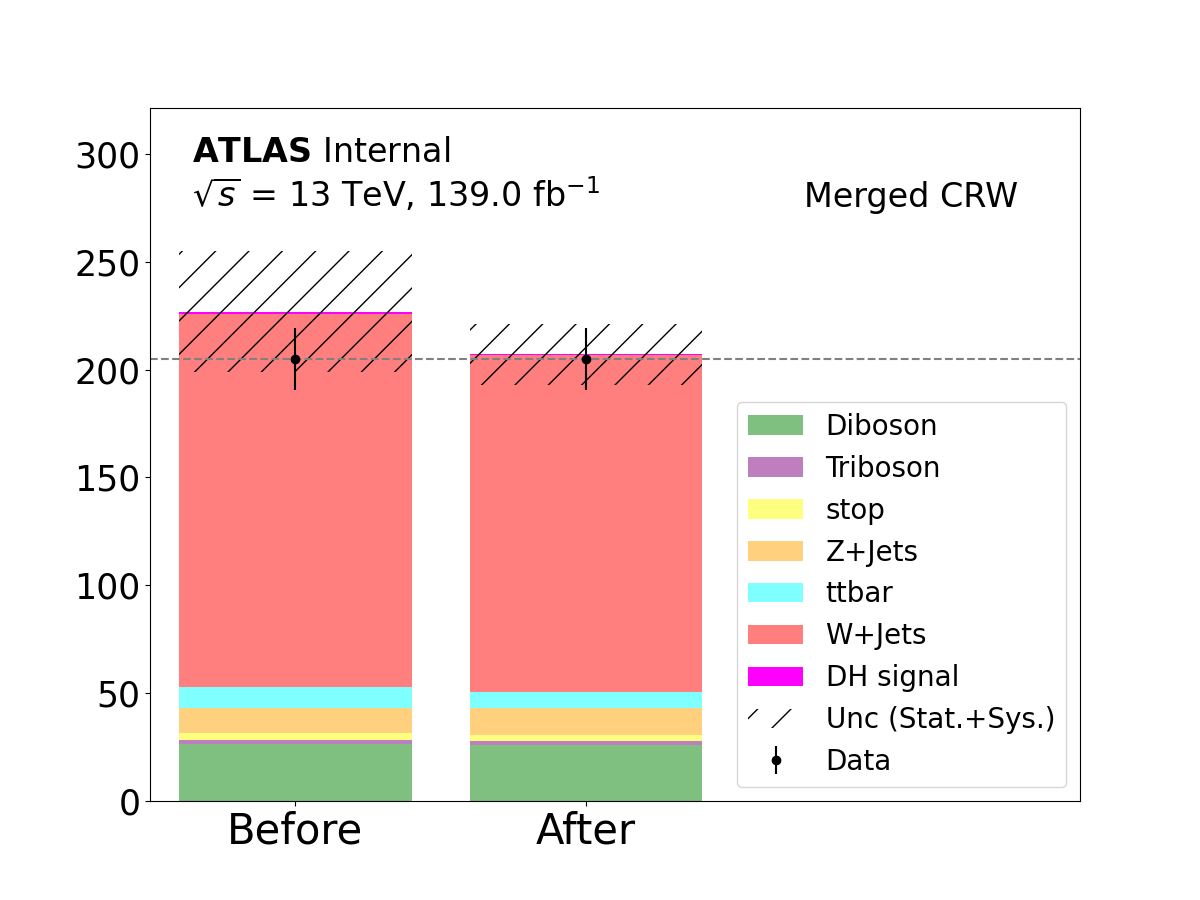 ATLAS Internal
√s = 13 TeV, 139.0 fb⁻¹
Merged CRW
300
250
200
150
100
50
0
Diboson
Triboson
stop
Z+Jets
ttbar
W+Jets
DH signal
Unc (Stat.+Sys.)
Data
Before
After